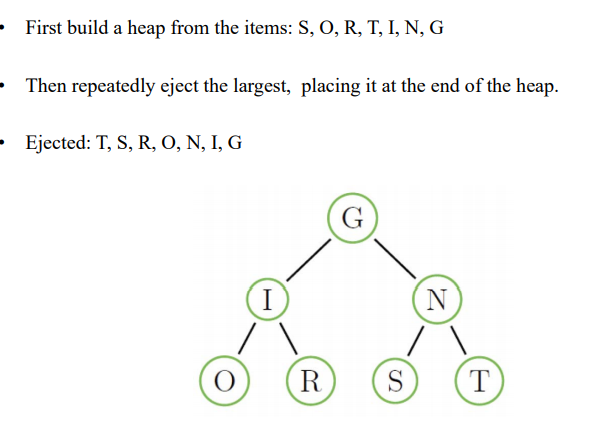 • First build a heap from the items: S, O, R, T, I, N, G
• Then repeatedly eject the largest, placing it at the end of the heap.
• Ejected: T, S, R, O, N, I, G
G
I N
O R S T